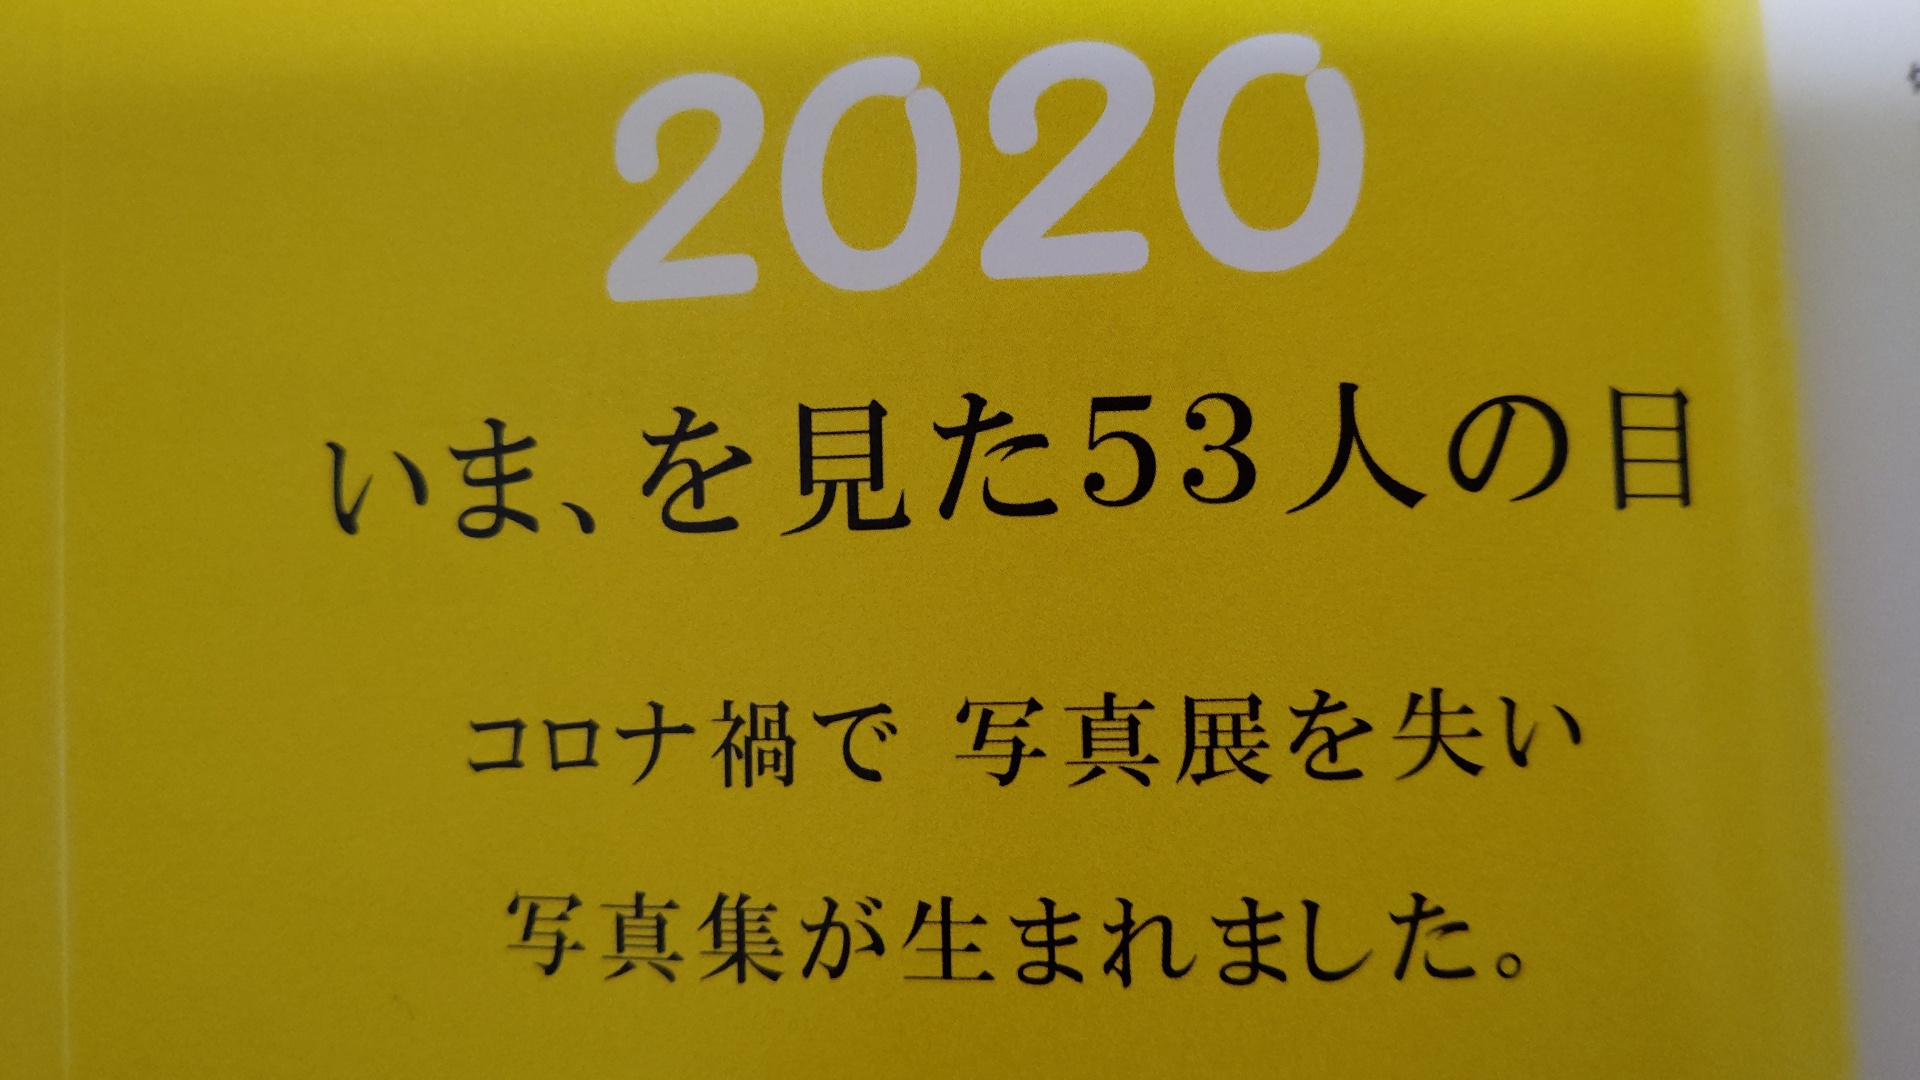 2020
いま、を見た53人の目
コロナ禍で 写真展を失い
写真集が生まれました。